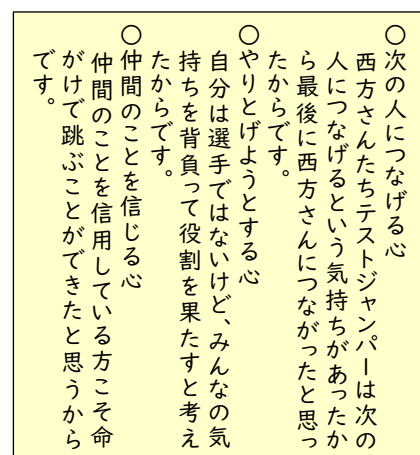 ○次の人につなげる心
西方さんたちテストジャンパーは次の
人につなげるという気持ちがあったか
ら最後に西方さんにつながったと思っ
たからです。
○やりとげようとする心
自分は選手ではないけど、みんなの気
持ちを背負って役割を果たすと考え
たからです。
○仲間のことを信じる心
仲間のことを信用している方こそ命
がけで跳ぶことができたと思うから
です。